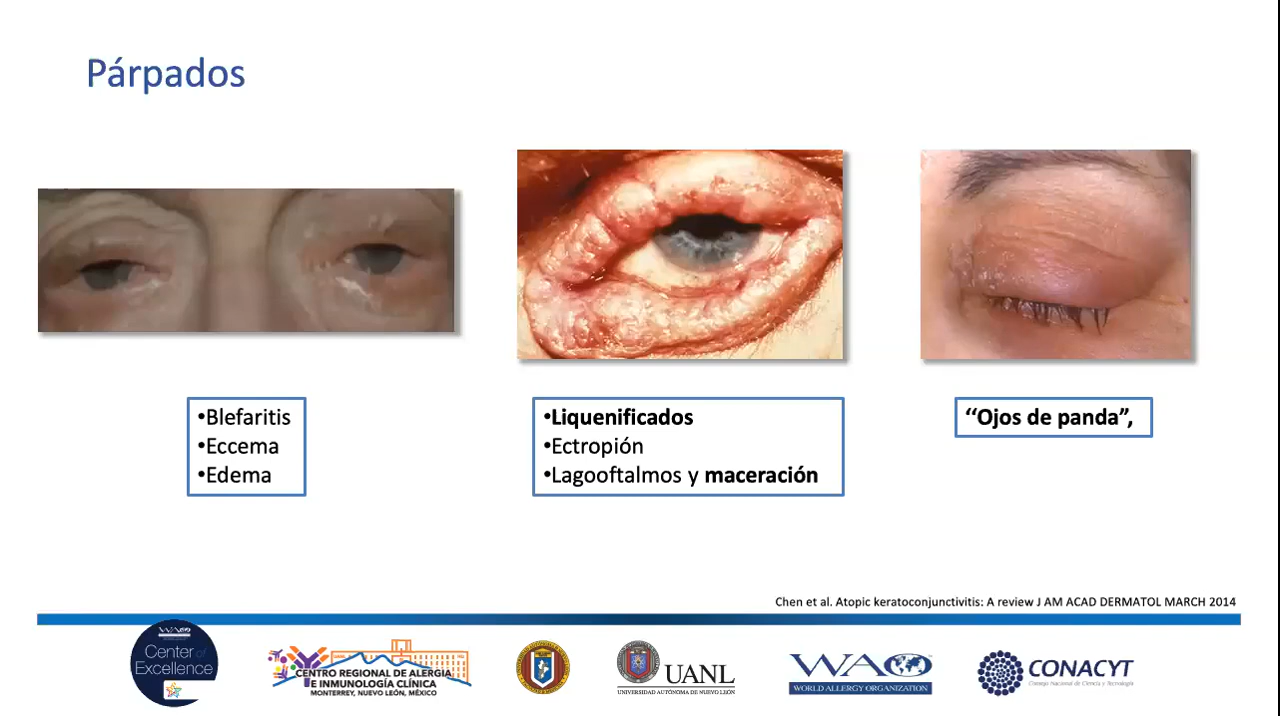 Párpados
•Blefaritis
•Eccema
•Edema
•Liquenificados
•Ectropión
•Lagooftalmos y maceración
“Ojos de panda”,
Chen et al. Atopic keratoconjunctivitis: A review J AM ACAD DERMATOL MARCH 2014
WAO
Center of
Excellence
CENTRO REGIONAL DE ALERGIA
E INMUNOLOGÍA CLÍNICA
MONTERREY, NUEVO LEÓN, MÉXICO
UANL
UNIVERSIDAD AUTÓNOMA DE NUEVO LEÓN
WAO
WORLD ALLERGY ORGANIZATION
CONACYT
Consejo Nacional de Ciencia y Tecnología